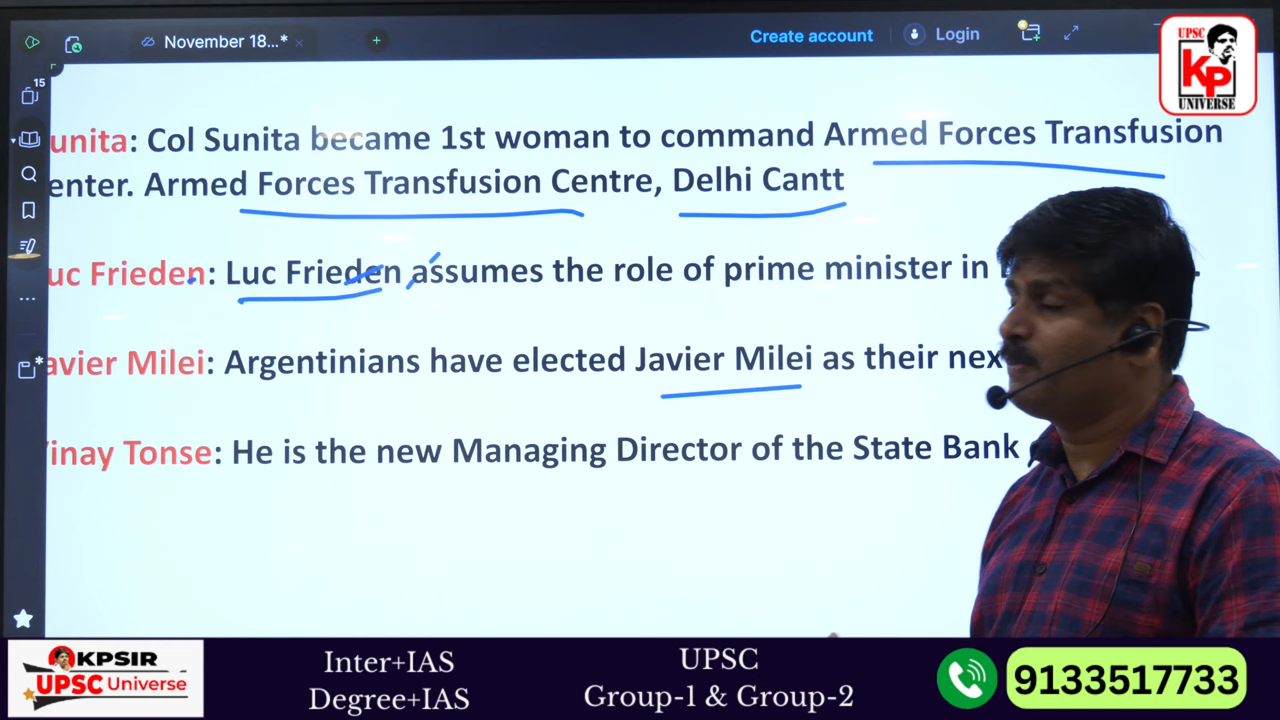 November 18...*
Create account
Login
15
UPSC
KP
UNIVERSE
unita: Col Sunita became 1st woman to command Armed Forces Transfusion
enter. Armed Forces Transfusion Centre, Delhi Cantt
uc Frieden: Luc Frieden assumes the role of prime minister in
avier Milei: Argentinians have elected Javier Milei as their nex
Vinay Tonse: He is the new Managing Director of the State Bank
KPSIR
UPSC Universe
Inter+IAS
Degree+IAS
UPSC
Group-1 & Group-2
9133517733